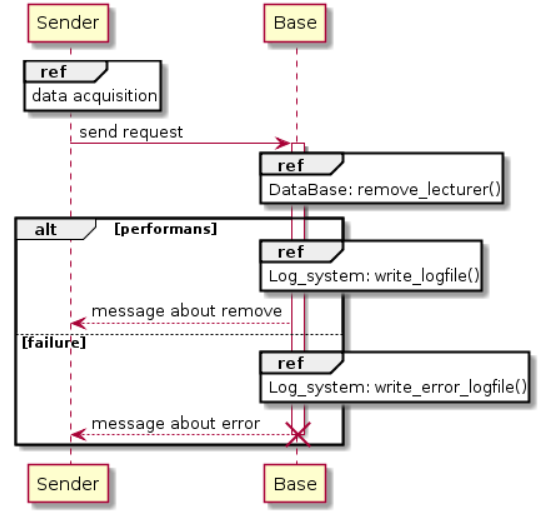 Sender
Base
ref
data acquisition
send request
ref
DataBase: remove_lecturer()
alt
[performans]
ref
Log_system: write_logfile()
message about remove
[failure]
ref
Log_system: write_error_logfile()
message about error
Sender
Base